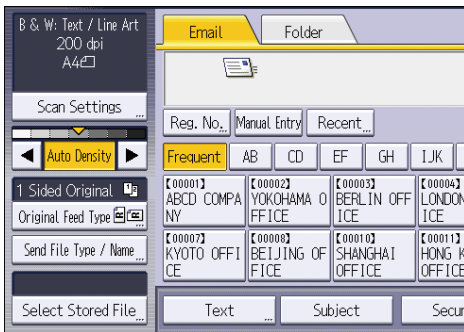 B & W: Text / Line Art
200 dpi
A4
Scan Settings
Auto Density
1 Sided Original
Original Feed Type
Send File Type / Name
Select Stored File
Email
Folder
Reg. No.
Manual Entry
Recent
Frequent
AB
CD
EF
GH
IJK
[00001]
ABCD COMPA
NY
[00002]
YOKOHAMA O
FFICE
[00003]
BERLIN OFF
ICE
[00004]
LONDON
[00007]
KYOTO OFFI
CE
[00008]
BEIJING OF
FICE
[00010]
SHANGHAI
OFFICE
[00011]
HONG K
OFFICE
Text
Subject
Secur